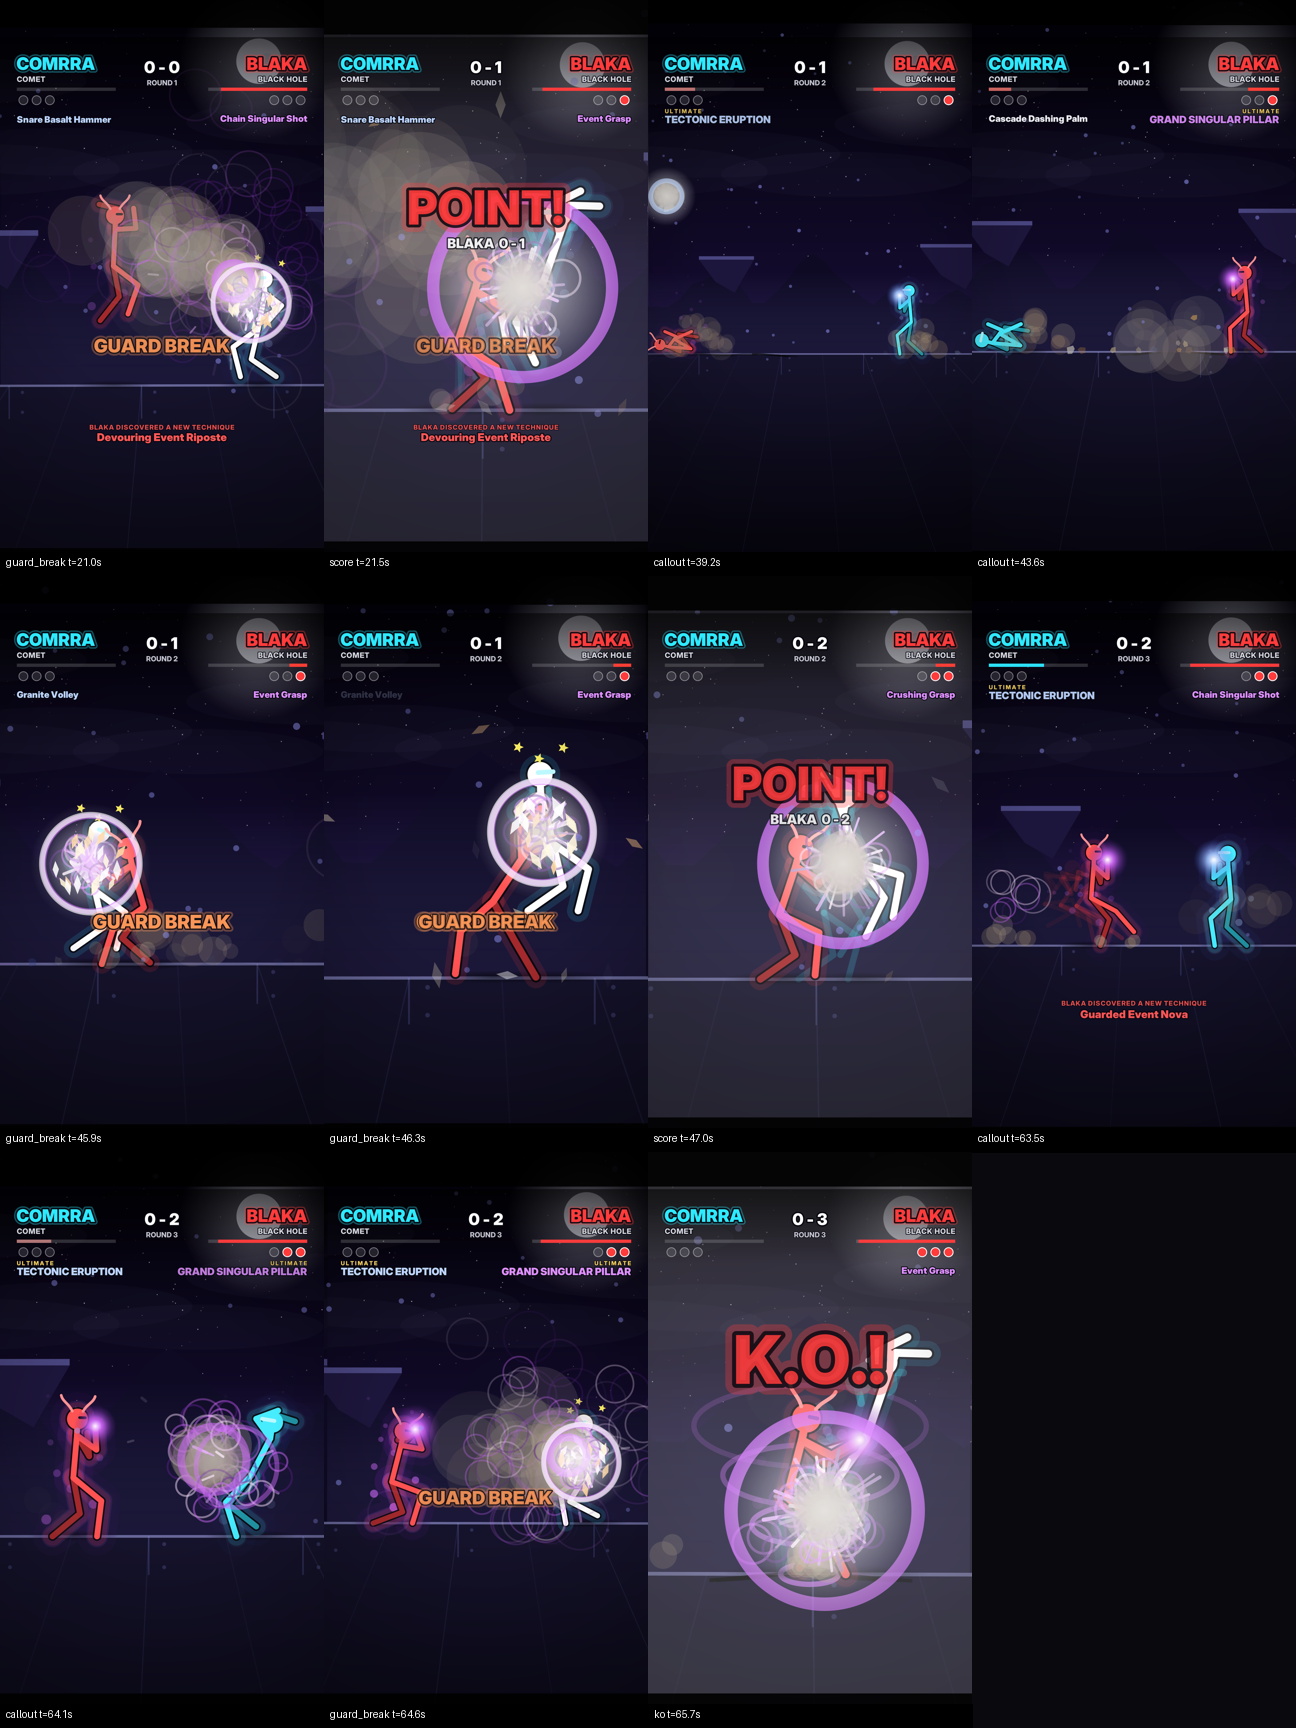 COMRRA
COMET
0 - 0
ROUND 1
BLAKA
BLACK HOLE
Snare Basalt Hammer
Chain Singular Shot
GUARD BREAK
BLAKA DISCOVERED A NEW TECHNIQUE
Devouring Event Riposte
guard_break t=21.0s
COMRRA
COMET
0 - 1
ROUND 1
BLAKA
BLACK HOLE
Snare Basalt Hammer
Event Grasp
POINT!
BLAKA 0 - 1
GUARD BREAK
BLAKA DISCOVERED A NEW TECHNIQUE
Devouring Event Riposte
score t=21.5s
COMRRA
COMET
0 - 1
ROUND 2
BLAKA
BLACK HOLE
ULTIMATE
TECTONIC ERUPTION
callout t=39.2s
COMRRA
COMET
0 - 1
ROUND 2
BLAKA
BLACK HOLE
Cascade Dashing Palm
ULTIMATE
GRAND SINGULAR PILLAR
callout t=43.6s
COMRRA
COMET
0 - 1
ROUND 2
BLAKA
BLACK HOLE
Granite Volley
Event Grasp
GUARD BREAK
guard_break t=45.9s
COMRRA
COMET
0 - 1
ROUND 2
BLAKA
BLACK HOLE
Granite Volley
Event Grasp
GUARD BREAK
guard_break t=46.3s
COMRRA
COMET
0 - 2
ROUND 2
BLAKA
BLACK HOLE
Crushing Grasp
POINT!
BLAKA 0 - 2
score t=47.0s
COMRRA
COMET
0 - 2
ROUND 3
BLAKA
BLACK HOLE
ULTIMATE
TECTONIC ERUPTION
Chain Singular Shot
BLAKA DISCOVERED A NEW TECHNIQUE
Guarded Event Nova
callout t=63.5s
COMRRA
COMET
0 - 2
ROUND 3
BLAKA
BLACK HOLE
ULTIMATE
TECTONIC ERUPTION
ULTIMATE
GRAND SINGULAR PILLAR
callout t=64.1s
COMRRA
COMET
0 - 2
ROUND 3
BLAKA
BLACK HOLE
ULTIMATE
TECTONIC ERUPTION
ULTIMATE
GRAND SINGULAR PILLAR
GUARD BREAK
guard_break t=64.6s
COMRRA
COMET
0 - 3
ROUND 3
BLAKA
BLACK HOLE
Event Grasp
K.O.!
ko t=65.7s